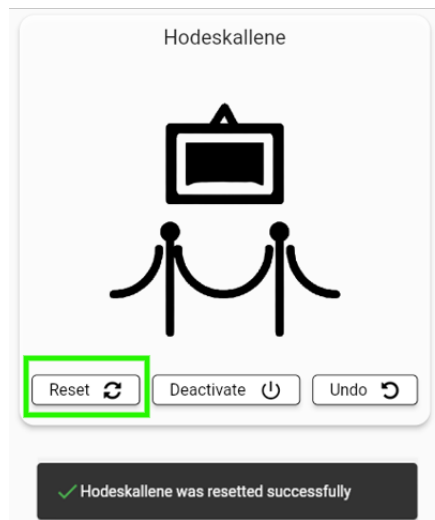 Hodeskallene
Reset
Deactivate
Undo
Hodeskallene was resetted successfully